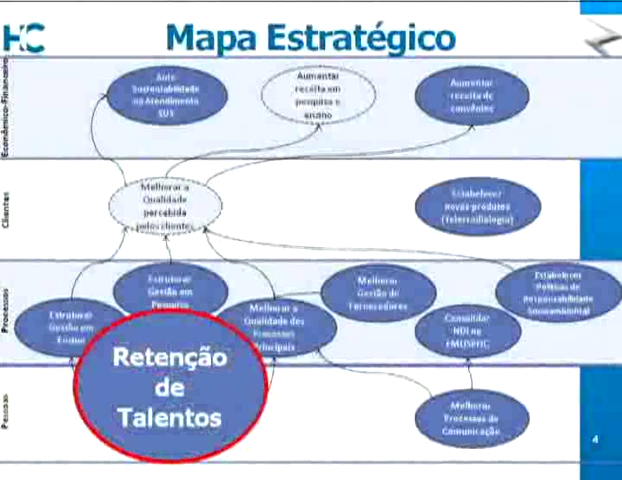 HC
Mapa Estratégico
Econômico-Financeiro
Auto
Sustentabilidade
no Atendimento
SUS
Aumentar
receita em
pesquisa e
ensino
Aumentar
receita de
convênios
Clientes
Melhorar a
Qualidade
percebida
pelos clientes
Estabelecer
novos produtos
(Telerradiologia)
Processos
Estruturar
Gestão em
Ensino
Estruturar
Gestão em
Pesquisa
Melhorar a
Qualidade dos
Processos
Principais
Melhorar
Gestão de
Fornecedores
Consolidar
NDI no
Estabelecer
Políticas de
Responsabilidade
Socioambiental
Pessoas
Retenção
de
Talentos
Melhorar
Processos de
Comunicação
4